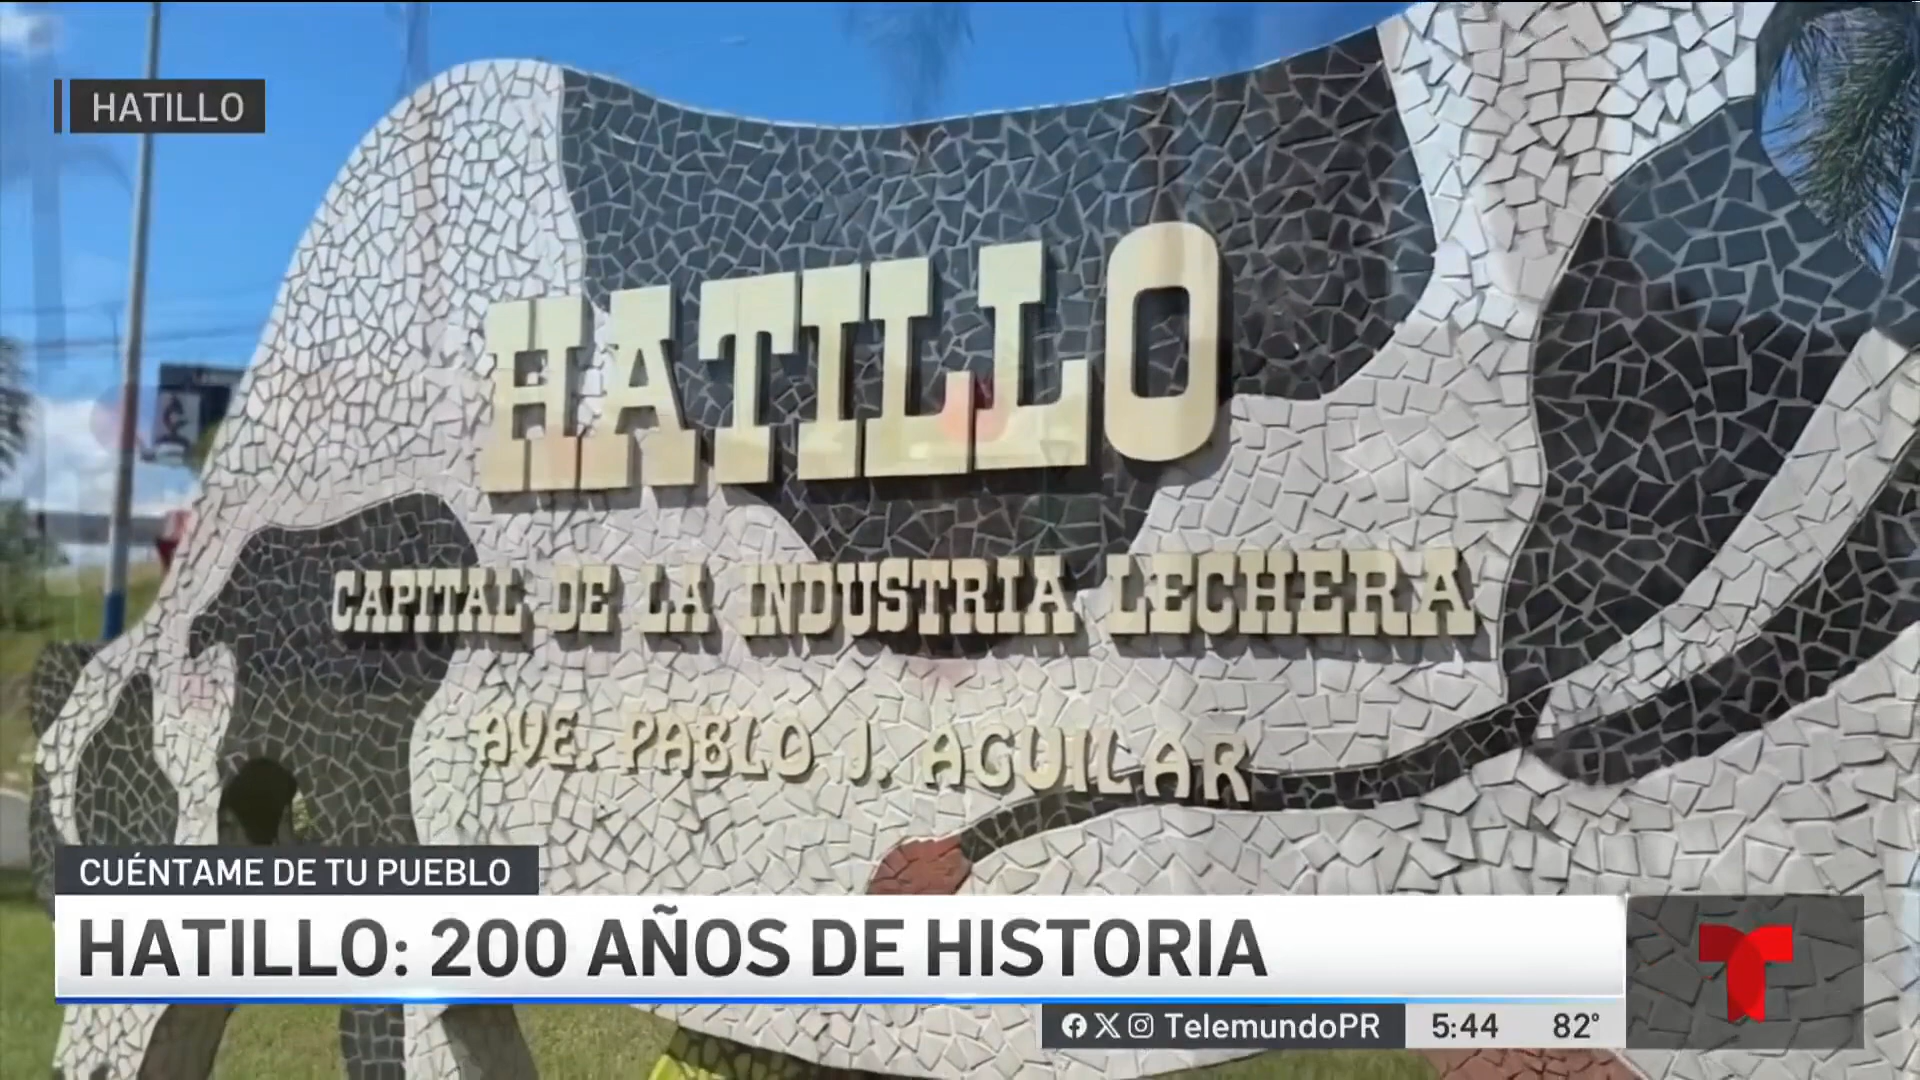 HATILLO
HATILLO
CAPITAL DE LA INDUSTRIA LECHERA
AVE. PABLO J. AGUILAR
CUÉNTAME DE TU PUEBLO
HATILLO: 200 AÑOS DE HISTORIA
TelemundoPR 5:44 82°